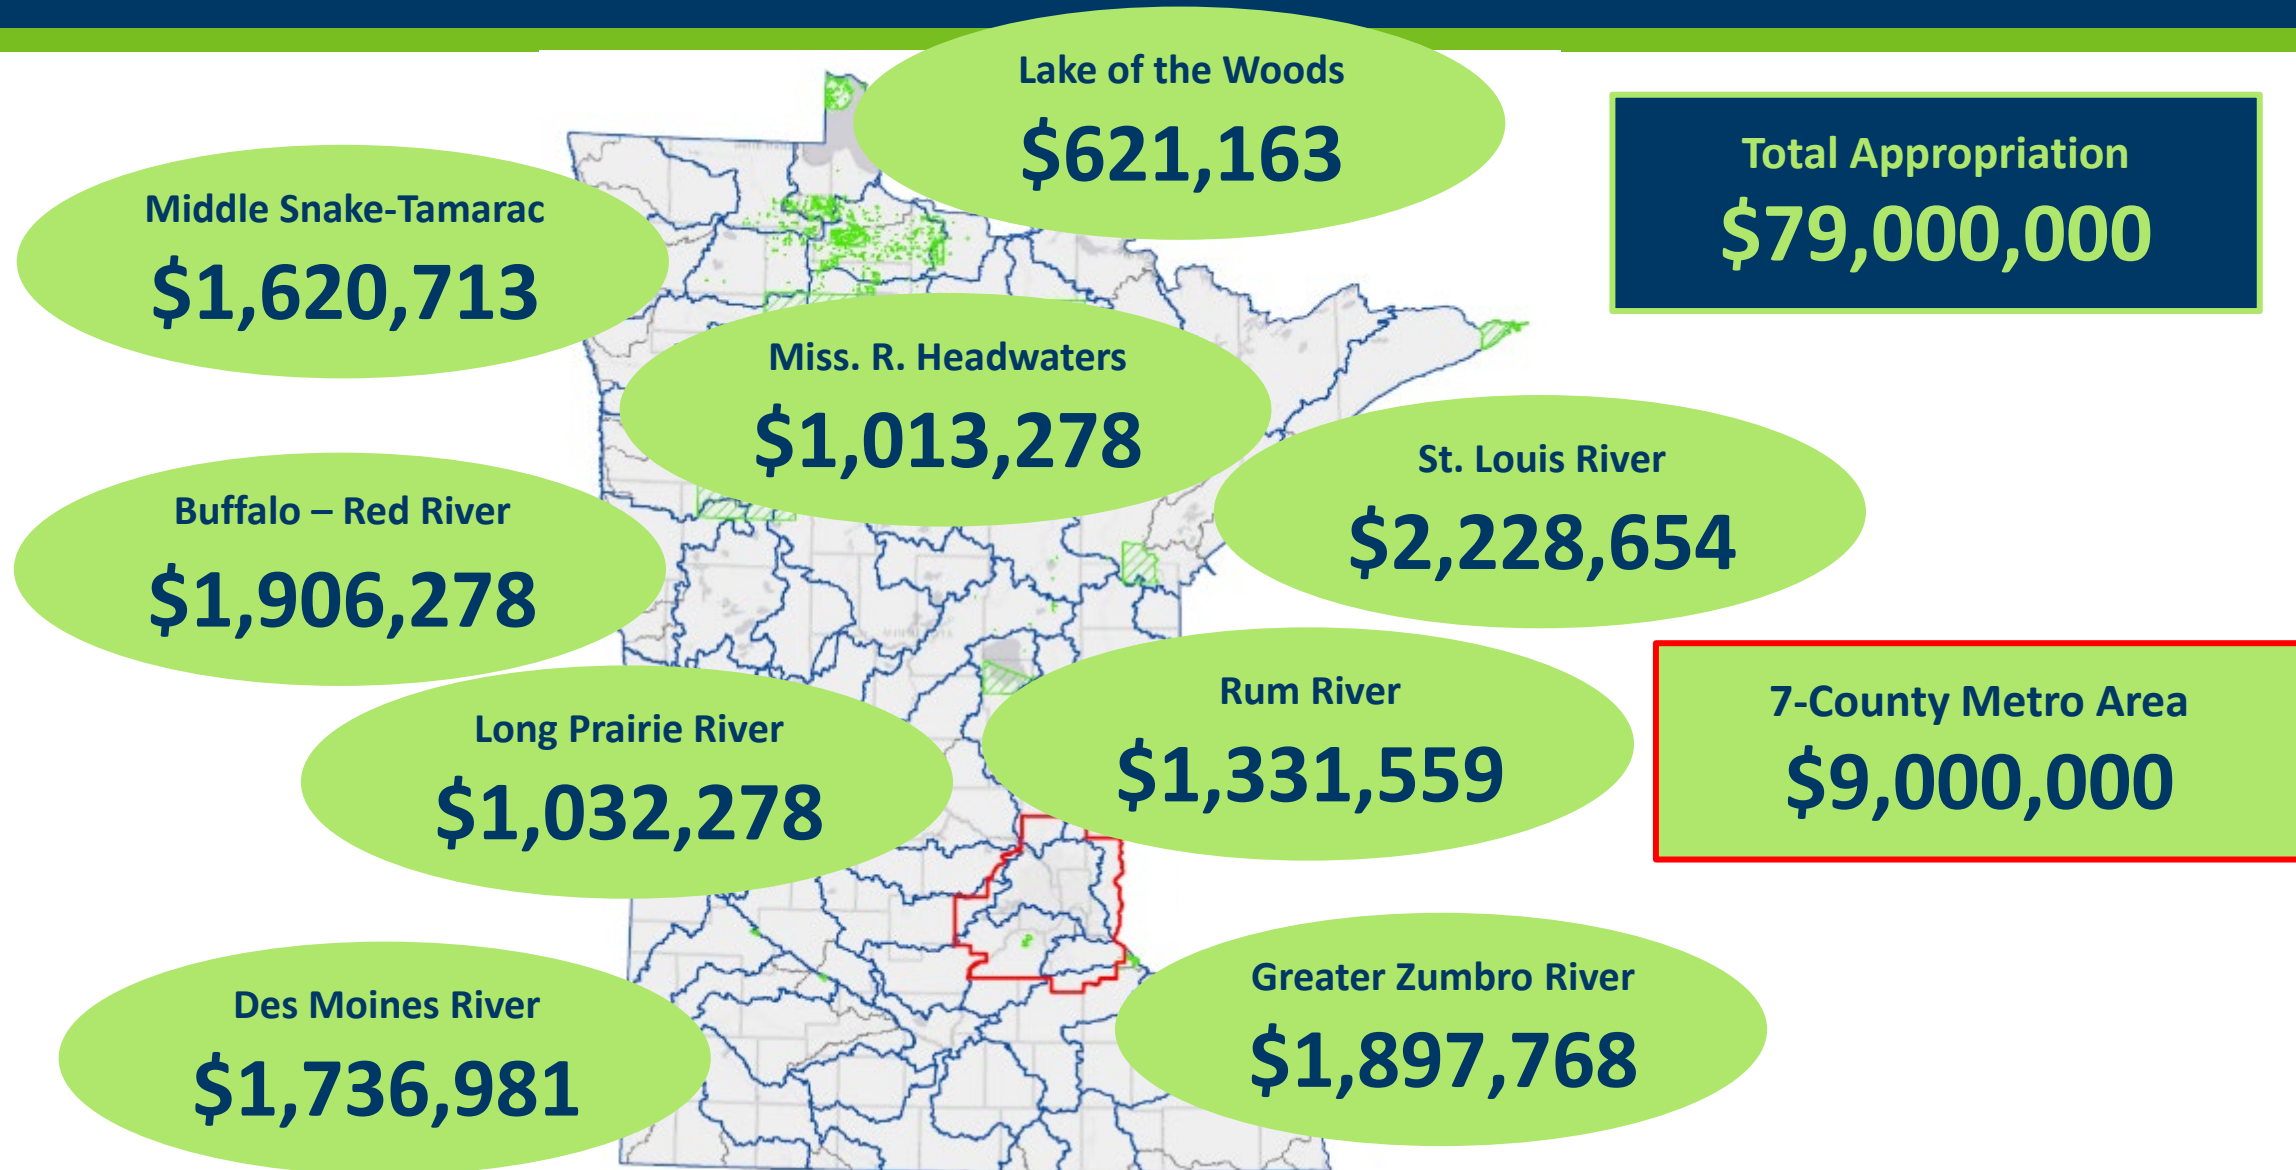 Lake of the Woods
$621,163
Total Appropriation
$79,000,000
Middle Snake-Tamarac
$1,620,713
Miss. R. Headwaters
$1,013,278
St. Louis River
$2,228,654
Buffalo – Red River
$1,906,278
Rum River
$1,331,559
7-County Metro Area
$9,000,000
Long Prairie River
$1,032,278
Des Moines River
$1,736,981
Greater Zumbro River
$1,897,768